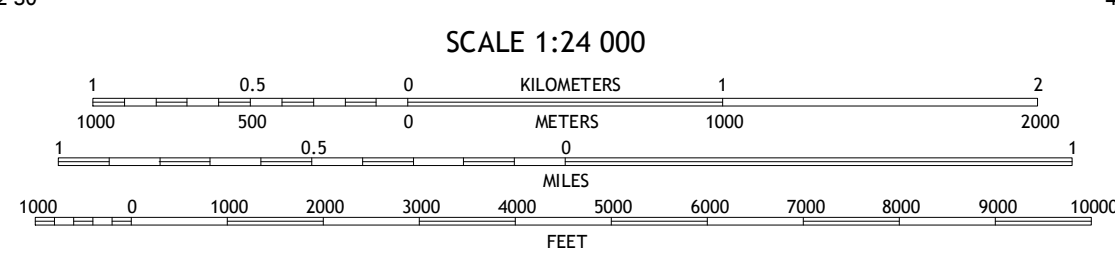 SCALE 1:24 000
1 0.5 0 KILOMETERS 1 2
1000 500 0 METERS 1000 2000
1 0.5 0 1
MILES
1000 0 1000 2000 3000 4000 5000 6000 7000 8000 9000 10000
FEET